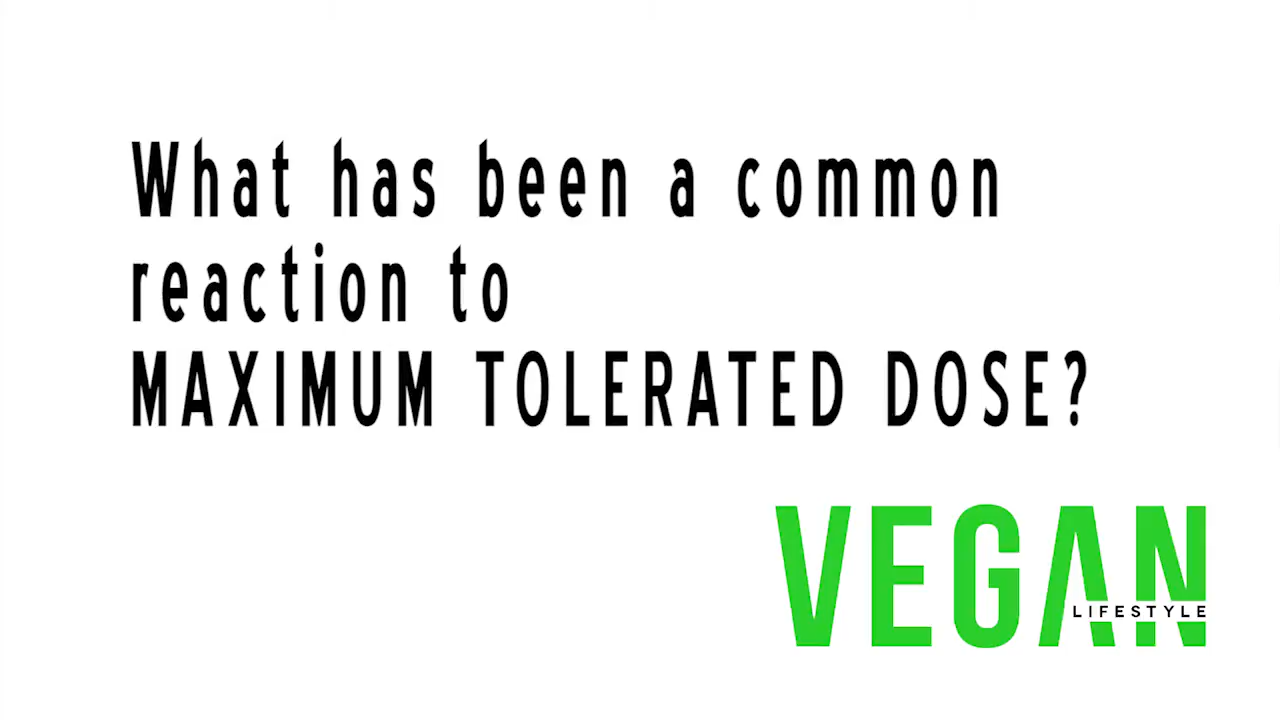 What has been a common
reaction to
MAXIMUM TOLERATED DOSE?
VEGAN
LIFESTYLE